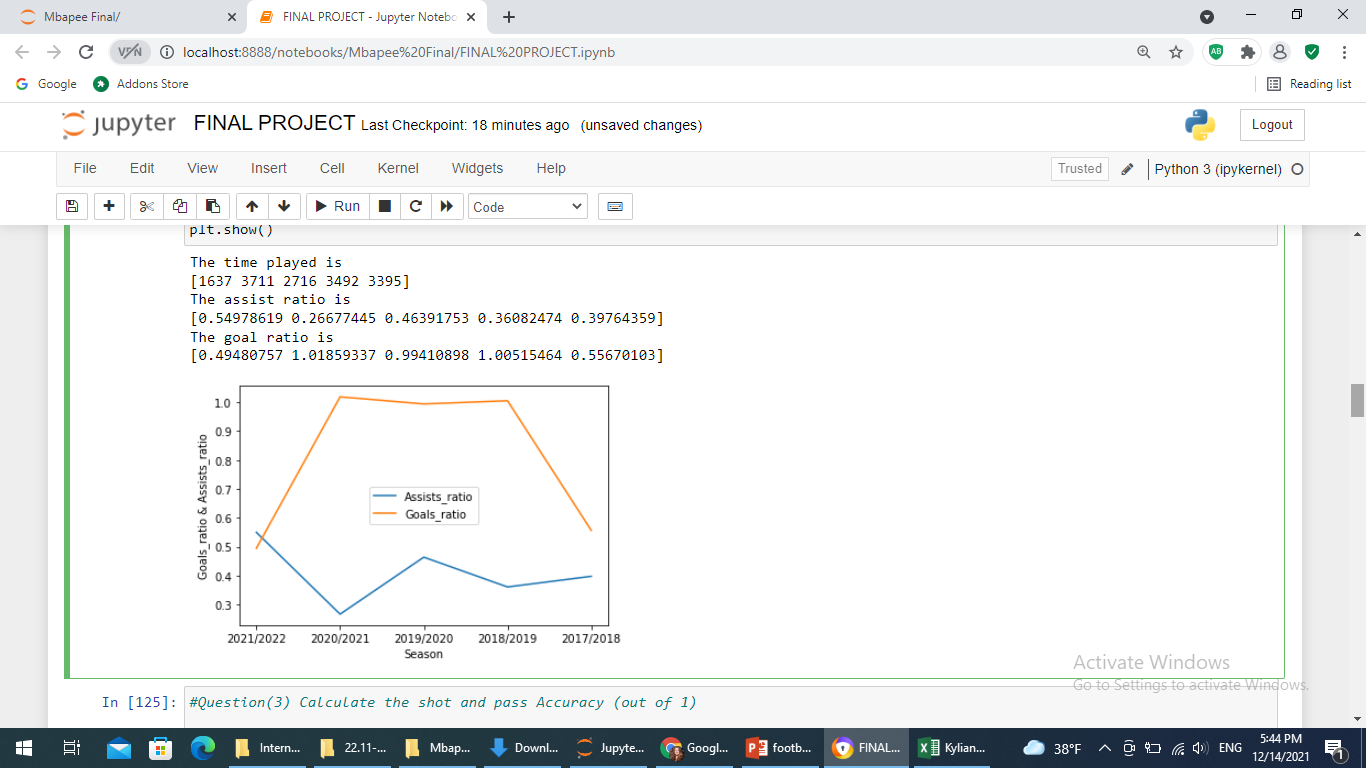 Mbapee Final/
FINAL PROJECT - Jupyter Notebo
VPN
localhost:8888/notebooks/Mbapee%20Final/FINAL%20PROJECT.ipynb
AB
Google
Addons Store
Reading list
jupyter FINAL PROJECT Last Checkpoint: 18 minutes ago (unsaved changes)
Logout
File Edit View Insert Cell Kernel Widgets Help
Trusted
Python 3 (ipykernel)
Run
Code
plt.show()
The time played is
[1637 3711 2716 3492 3395]
The assist ratio is
[0.54978619 0.26677445 0.46391753 0.36082474 0.39764359]
The goal ratio is
[0.49480757 1.01859337 0.99410898 1.00515464 0.55670103]
Goals_ratio & Assists_ratio
1.0
0.9
0.8
0.7
0.6
0.5
0.4
0.3
Assists_ratio
Goals_ratio
2021/2022 2020/2021 2019/2020 2018/2019 2017/2018
Season
Activate Windows
Go to Settings to activate Windows.
In [125]: #Question(3) Calculate the shot and pass Accuracy (out of 1)
Intern...
22.11-...
Mbap...
Downl...
Jupyte...
Googl...
footb...
FINAL...
Kylian...
38°F
ENG
5:44 PM
12/14/2021
1